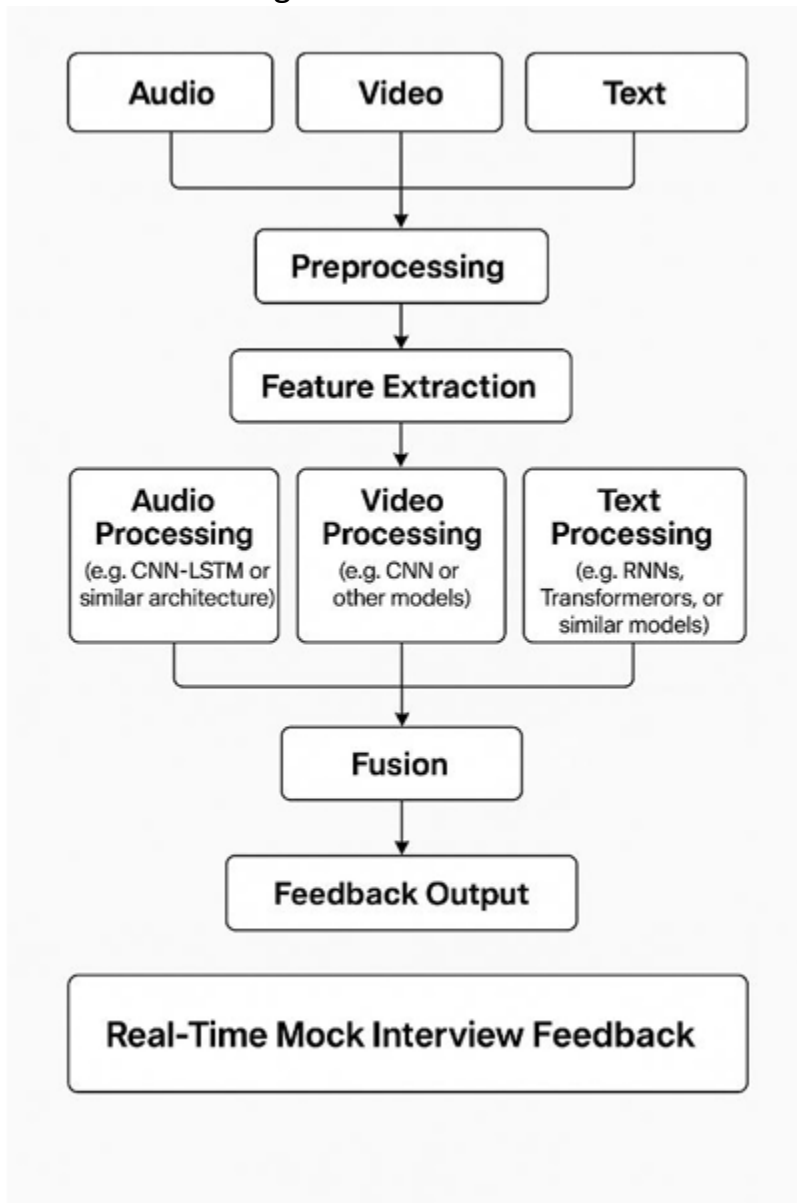 Audio
Video
Text
Preprocessing
Feature Extraction
Audio
Processing
(e.g. CNN-LSTM or
similar architecture)
Video
Processing
(e.g. CNN or
other models)
Text
Processing
(e.g. RNNs,
Transformerors, or
similar models)
Fusion
Feedback Output
Real-Time Mock Interview Feedback